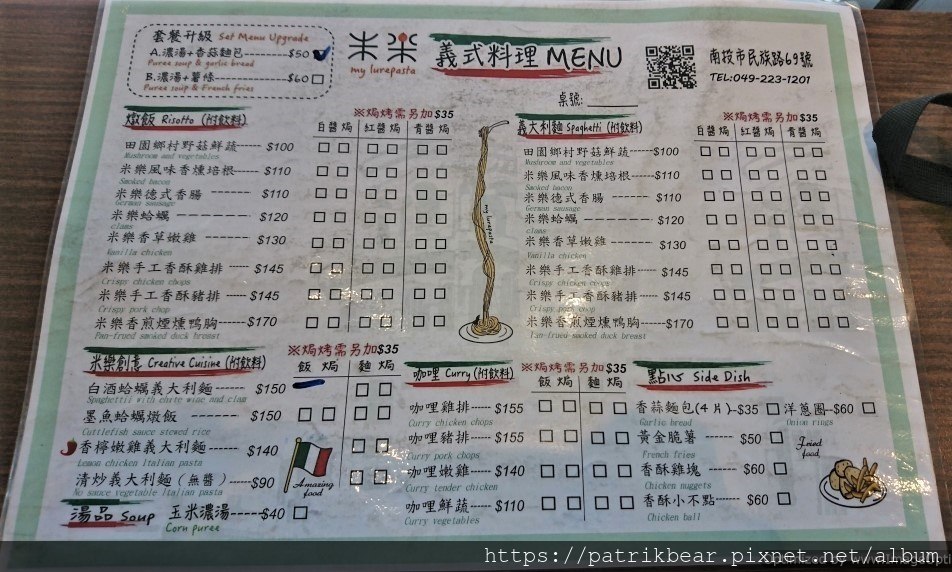 套餐升級 Set Menu Upgrade
A.濃湯+香蒜麵包 $50
Puree soup & garlic bread
B.濃湯+薯條 $60
Puree soup & French fries
米樂
my lurepasta
義式料理 MENU
南投市民族路69號
TEL:049-223-1201
桌號:
燉飯 Risotto (附飲料)
※焗烤需另加$35
白醬 焗 紅醬 焗 青醬 焗
田園鄉村野菇鮮蔬 $100
Mushroom and vegetables
米樂風味香燻培根 $110
Smoked bacon
米樂德式香腸 $110
German sausage
米樂蛤蠣 $120
clams
米樂香草嫩雞 $130
Vanilla chicken
米樂手工香酥雞排 $145
Crispy chicken chops
米樂手工香酥豬排 $145
Crispy pork chop
米樂香煎煙燻鴨胸 $170
Pan-fried smoked duck breast
my lurepasta
義大利麵 Spaghetti (附飲料)
※焗烤需另加$35
白醬 焗 紅醬 焗 青醬 焗
田園鄉村野菇鮮蔬 $100
Mushroom and vegetables
米樂風味香燻培根 $110
Smoked bacon
米樂德式香腸 $110
German sausage
米樂蛤蠣 $120
clams
米樂香草嫩雞 $130
Vanilla chicken
米樂手工香酥雞排 $145
Crispy chicken chops
米樂手工香酥豬排 $145
Crispy pork chop
米樂香煎煙燻鴨胸 $170
Pan-fried smoked duck breast
米樂創意 Creative Cuisine (附飲料)
※焗烤需另加$35
飯 焗 麵 焗
白酒蛤蠣義大利麵 $150
Spaghettii with chute wine and clam
墨魚蛤蠣燉飯 $150
Cuttlefish sauce stewed rice
香檸嫩雞義大利麵 $140
Lemon chicken Italian pasta
清炒義大利麵(無醬) $90
No sauce vegetable Italian pasta
Amazing food
湯品 Soup 玉米濃湯 $40
Corn puree
咖哩 Curry (附飲料)
※焗烤需另加$35
飯 焗 麵 焗
咖哩雞排 $155
Curry chicken chops
咖哩豬排 $155
Curry pork chops
咖哩嫩雞 $140
Curry tender chicken
咖哩鮮蔬 $110
Curry vegetables
點心 Side Dish
香蒜麵包(4片) $35 洋蔥圈 $60
Garlic bread Onion rings
黃金脆薯 $50
French fries
香酥雞塊 $60
Chicken nuggets
香酥小不點 $60
Chicken ball
Fried food
https://patrikbear.pixnet.net/album